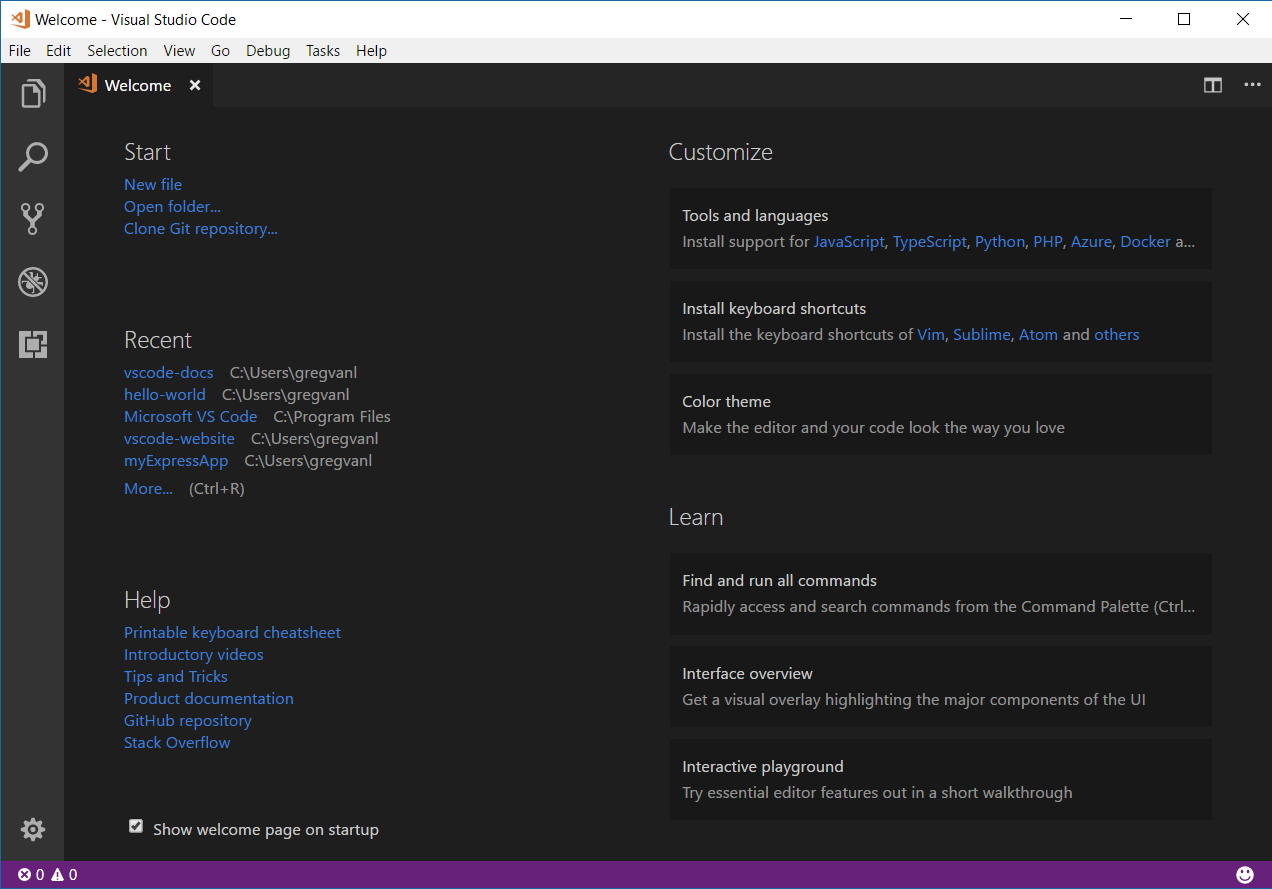 Welcome - Visual Studio Code
File Edit Selection View Go Debug Tasks Help
Welcome
Start
New file
Open folder...
Clone Git repository...
Recent
vscode-docs C:\Users\gregvanl
hello-world C:\Users\gregvanl
Microsoft VS Code C:\Program Files
vscode-website C:\Users\gregvanl
myExpressApp C:\Users\gregvanl
More... (Ctrl+R)
Help
Printable keyboard cheatsheet
Introductory videos
Tips and Tricks
Product documentation
GitHub repository
Stack Overflow
Show welcome page on startup
Customize
Tools and languages
Install support for JavaScript, TypeScript, Python, PHP, Azure, Docker a...
Install keyboard shortcuts
Install the keyboard shortcuts of Vim, Sublime, Atom and others
Color theme
Make the editor and your code look the way you love
Learn
Find and run all commands
Rapidly access and search commands from the Command Palette (Ctrl...
Interface overview
Get a visual overlay highlighting the major components of the UI
Interactive playground
Try essential editor features out in a short walkthrough
0 0